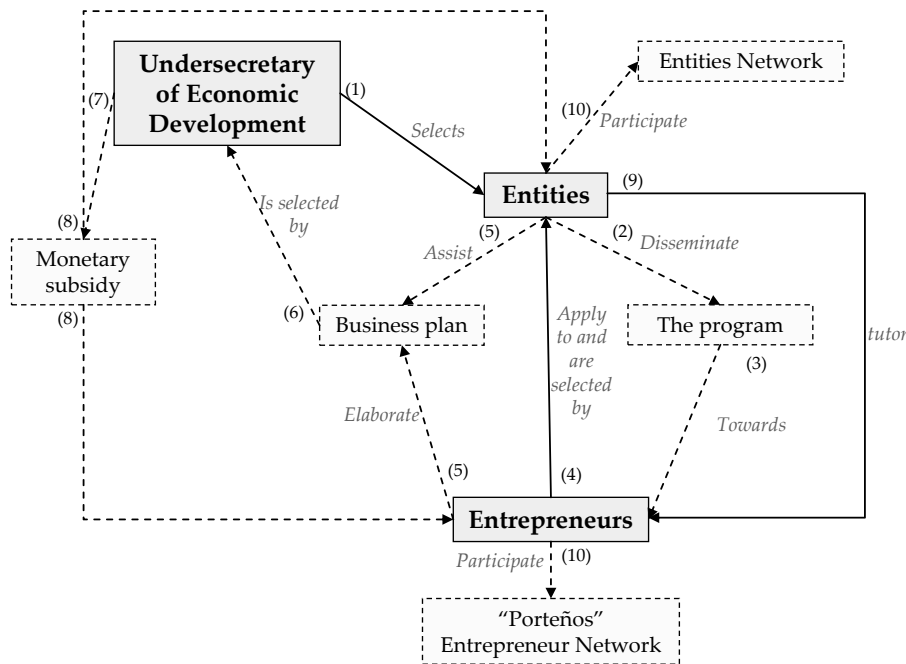 Undersecretary
of Economic
Development
Entities Network
(7)
(1)
(10)
Participate
Selects
Entities
(9)
Is selected
by
(8)
(5)
(2)
Assist
Disseminate
Monetary
subsidy
(8)
(6)
Business plan
Apply
to and
are
selected
by
The program
(3)
tutor
Elaborate
Towards
(5)
(4)
Entrepreneurs
Participate
(10)
“Porteños”
Entrepreneur Network